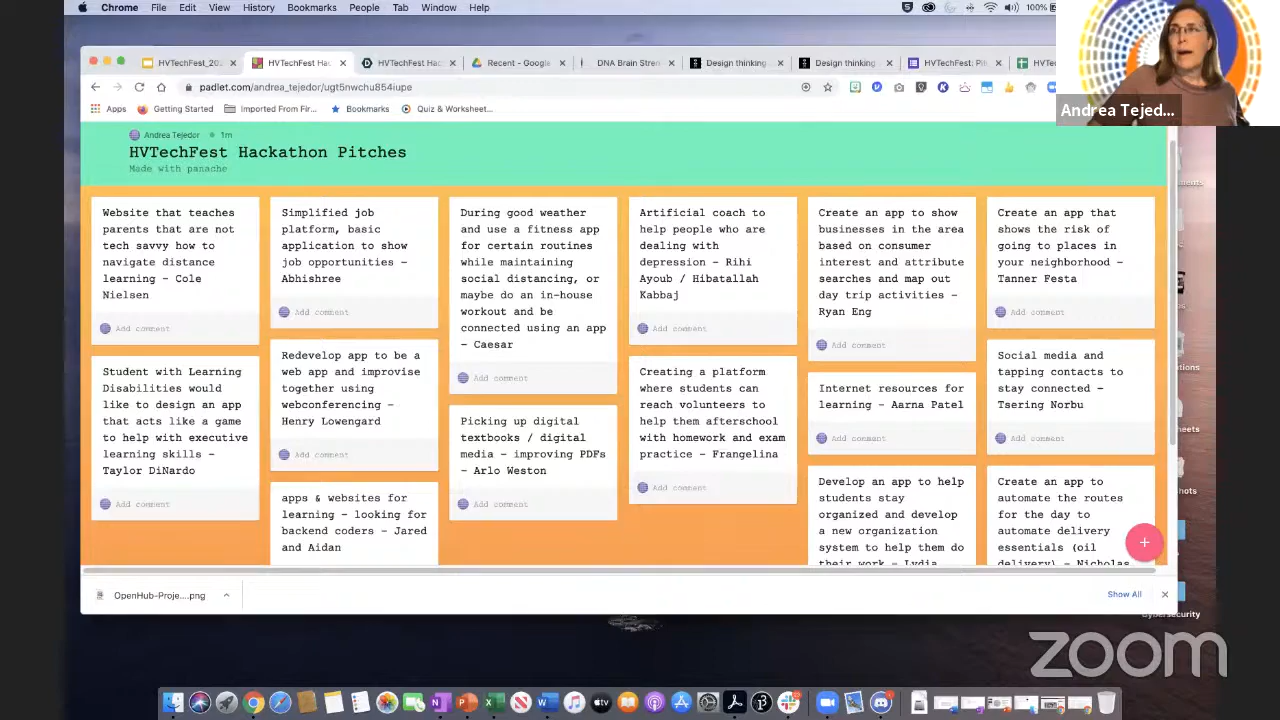 Chrome File Edit View History Bookmarks People Tab Window Help 100%
HVTechFest_20 HVTechFest Hac HVTechFest Hac Recent - Google DNA Brain Stren Design thinking Design thinking HVTechFest: Pit HVTechFest
padlet.com/andrea_tejedor/ugt5nwchu854iupe
Apps Getting Started Imported From Fir... Bookmarks Quiz & Worksheet...
Andrea Tejed...
Andrea Tejedor 1m
HVTechFest Hackathon Pitches
Made with panache
Website that teaches
parents that are not
tech savvy how to
navigate distance
learning - Cole
Nielsen
Add comment
Student with Learning
Disabilities would
like to design an app
that acts like a game
to help with executive
learning skills -
Taylor DiNardo
Add comment
Simplified job
platform, basic
application to show
job opportunities -
Abhishree
Add comment
Redevelop app to be a
web app and improvise
together using
webconferencing -
Henry Lowengard
Add comment
apps & websites for
learning - looking for
backend coders - Jared
and Aidan
During good weather
and use a fitness app
for certain routines
while maintaining
social distancing, or
maybe do an in-house
workout and be
connected using an app
- Caesar
Add comment
Picking up digital
textbooks / digital
media - improving PDFs
- Arlo Weston
Add comment
Artificial coach to
help people who are
dealing with
depression - Rihi
Ayoub / Hibatallah
Kabbaj
Add comment
Creating a platform
where students can
reach volunteers to
help them afterschool
with homework and exam
practice - Frangelina
Add comment
Create an app to show
businesses in the area
based on consumer
interest and attribute
searches and map out
day trip activities -
Ryan Eng
Add comment
Internet resources for
learning - Aarna Patel
Add comment
Develop an app to help
students stay
organized and develop
a new organization
system to help them do
their work - Lydia
Create an app that
shows the risk of
going to places in
your neighborhood -
Tanner Festa
Add comment
Social media and
tapping contacts to
stay connected -
Tsering Norbu
Add comment
Create an app to
automate the routes
for the day to
automate delivery
essentials (oil
delivery) - Nicholas
OpenHub-Proje....png
Show All
Cybersecurity
zoom